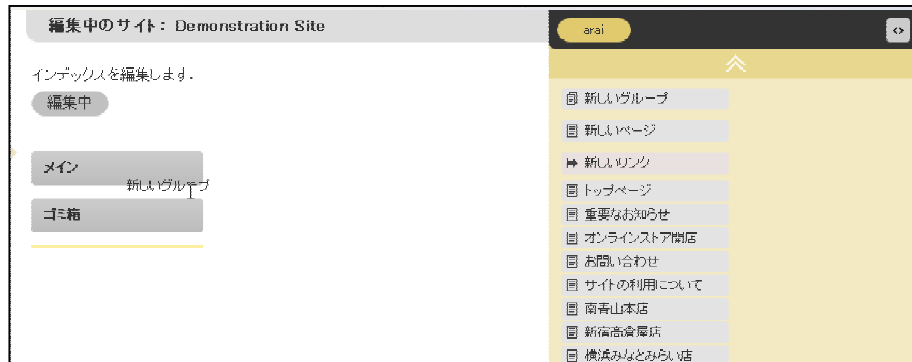 編集中のサイト: Demonstration Site
インデックスを編集します.
編集中
メイン
新しいグループ
ゴミ箱
arai
新しいグループ
新しいページ
新しいリンク
トップページ
重要なお知らせ
オンラインストア閉店
お問い合わせ
サイトの利用について
南青山本店
新宿高倉屋店
横浜みなとみらい店